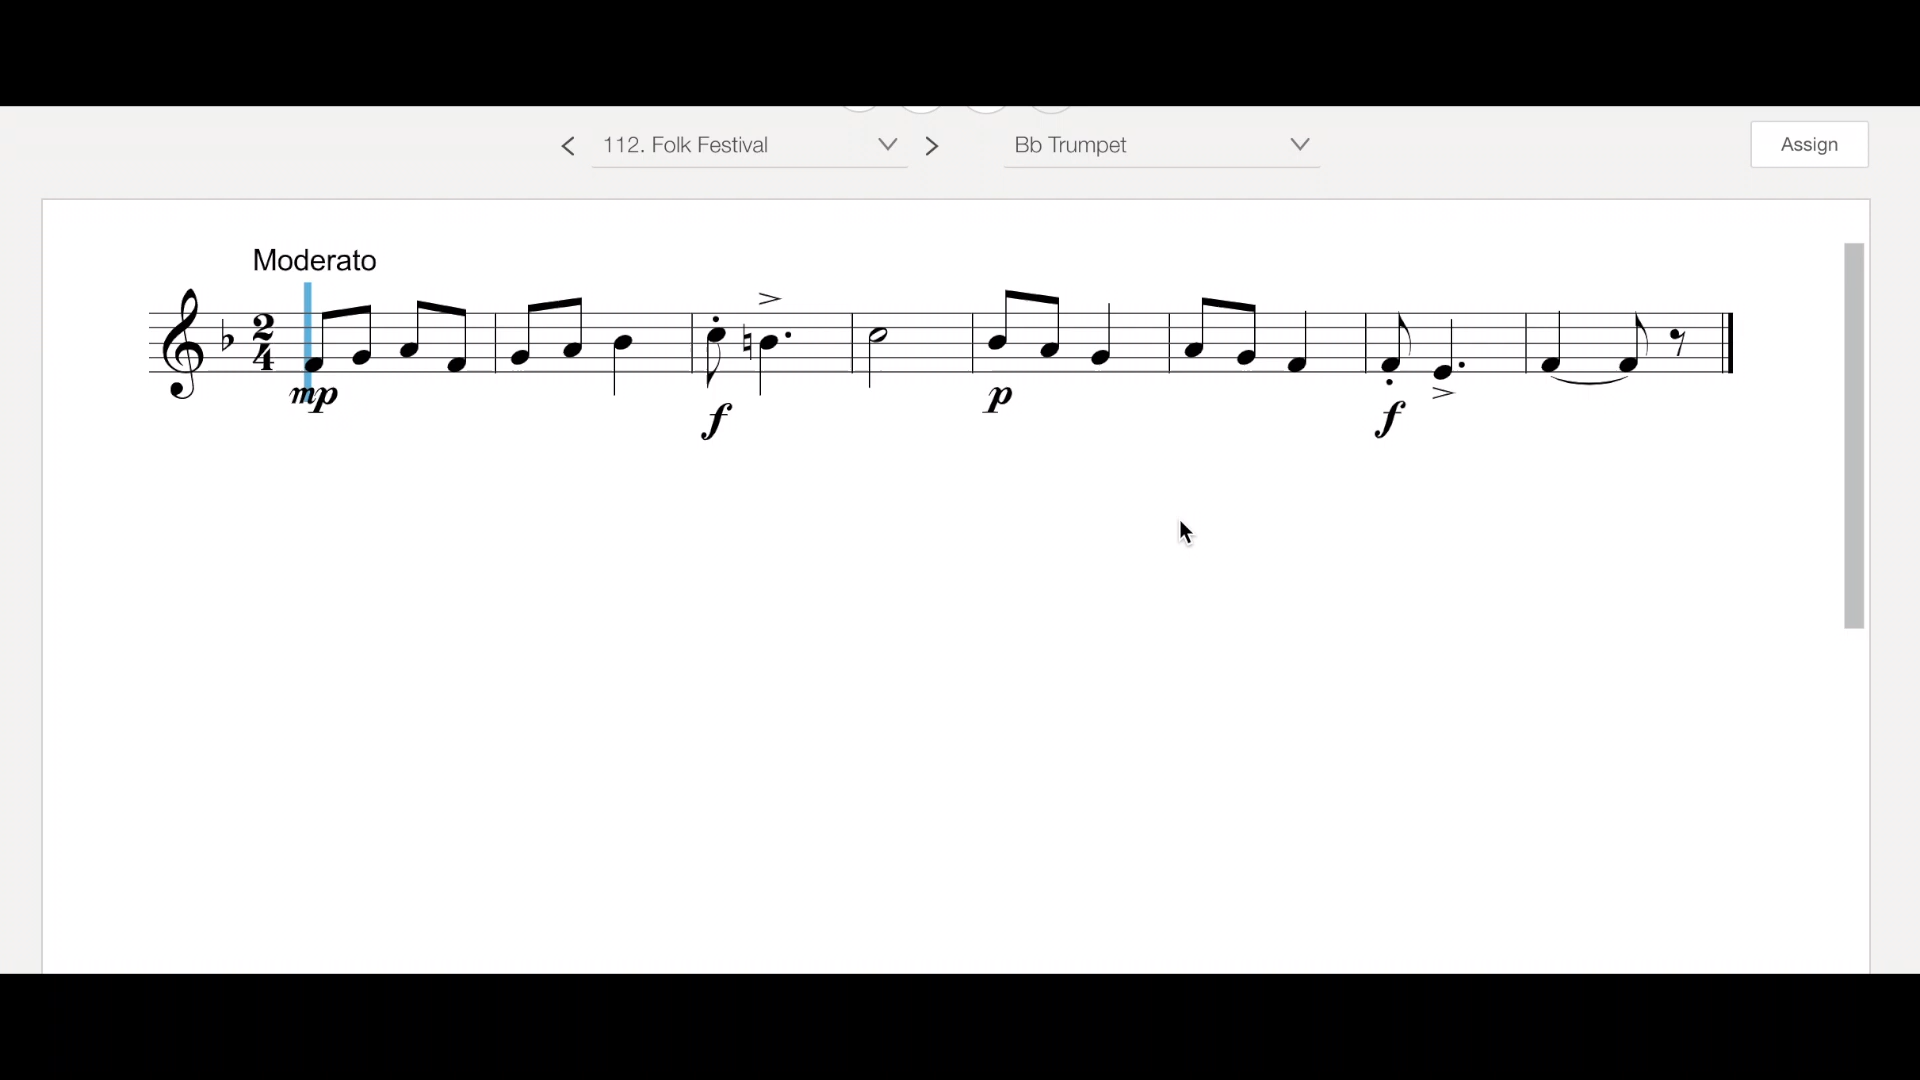 112. Folk Festival
Bb Trumpet
Assign
Moderato
2
4
mp
f
p
f